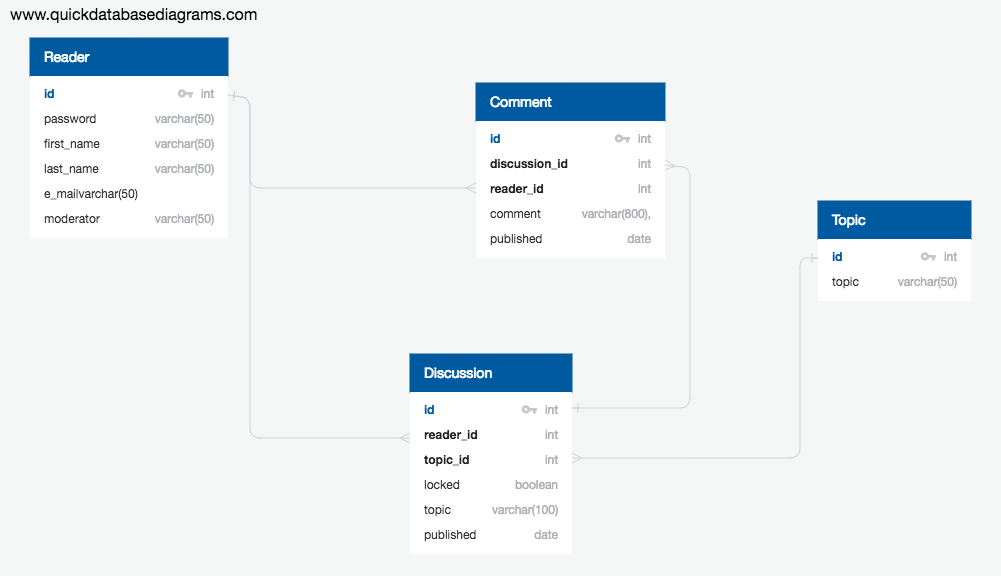 www.quickdatabasediagrams.com
Reader
id int
password varchar(50)
first_name varchar(50)
last_name varchar(50)
e_mailvarchar(50)
moderator varchar(50)
Comment
id int
discussion_id int
reader_id int
comment varchar(800),
published date
Topic
id int
topic varchar(50)
Discussion
id int
reader_id int
topic_id int
locked boolean
topic varchar(100)
published date